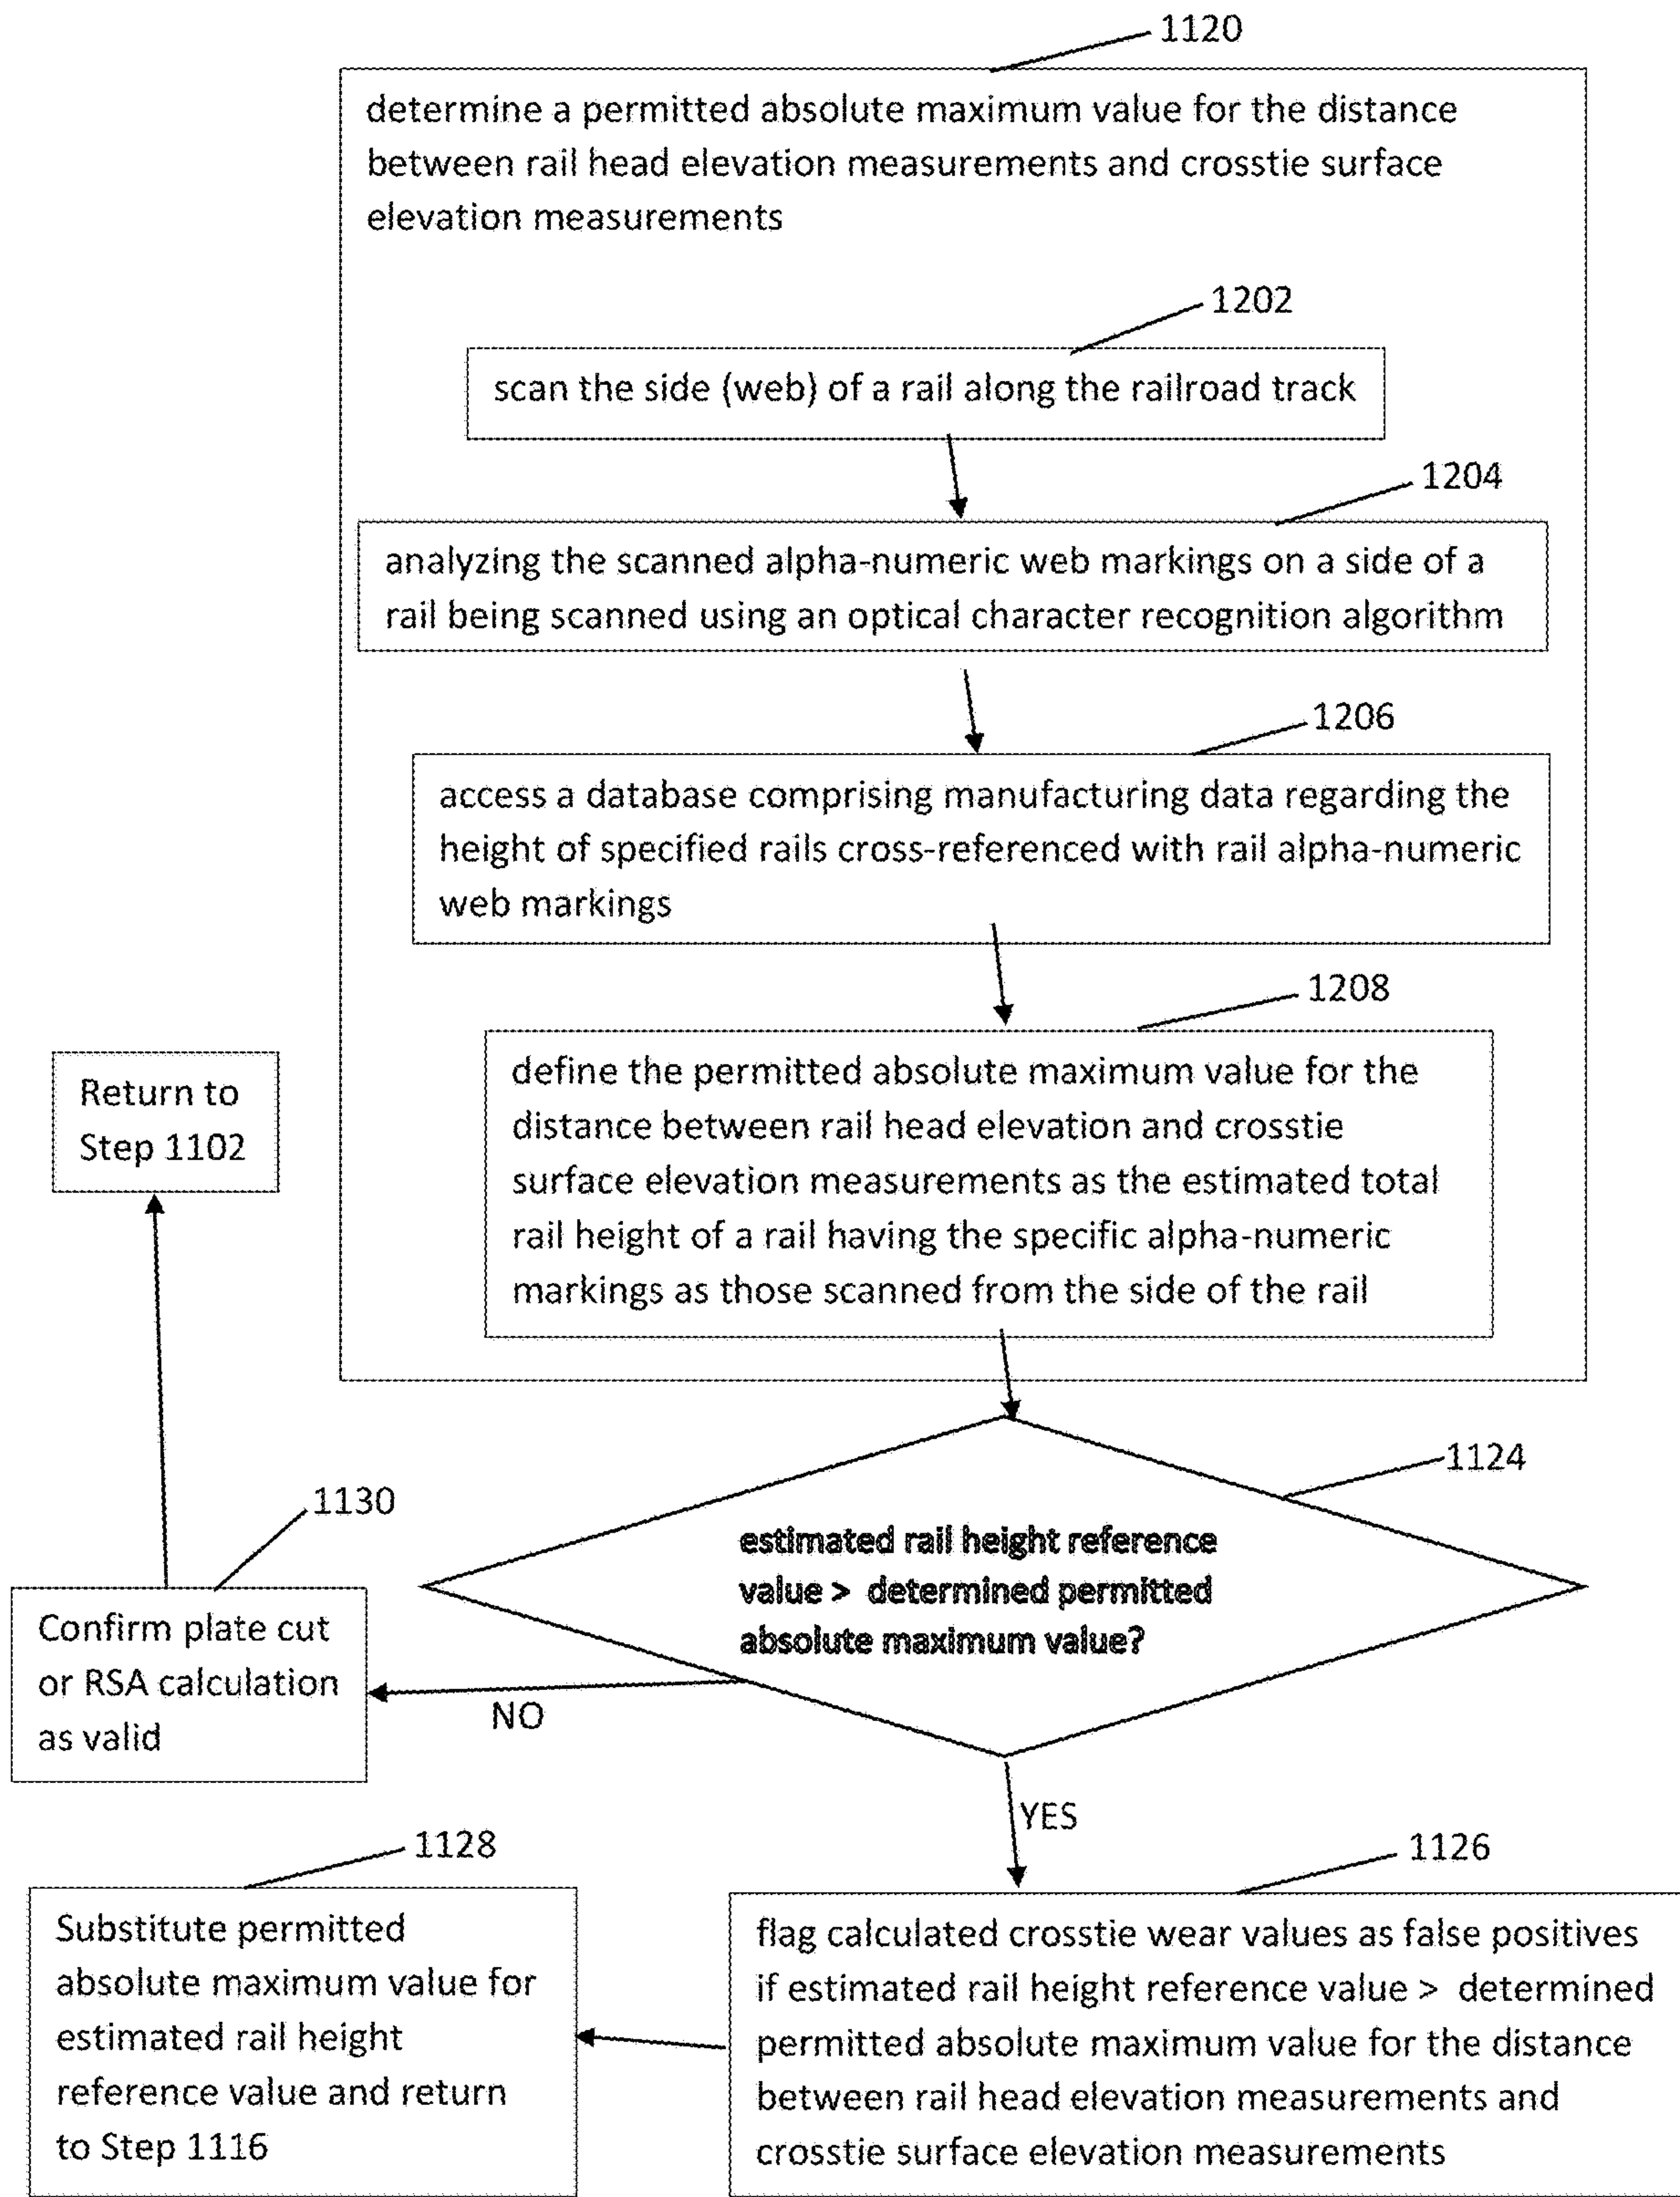 1120
determine a permitted absolute maximum value for the distance
between rail head elevation measurements and crosstie surface
elevation measurements
1202
scan the side (web) of a rail along the railroad track
1204
analyzing the scanned alpha-numeric web markings on a side of a
rail being scanned using an optical character recognition algorithm
1206
access a database comprising manufacturing data regarding the
height of specified rails cross-referenced with rail alpha-numeric
web markings
1208
define the permitted absolute maximum value for the
distance between rail head elevation and crosstie
surface elevation measurements as the estimated total
rail height of a rail having the specific alpha-numeric
markings as those scanned from the side of the rail
Return to
Step 1102
1124
estimated rail height reference
value > determined permitted
absolute maximum value?
1130
Confirm plate cut
or RSA calculation
as valid
NO
YES
1128
Substitute permitted
absolute maximum value for
estimated rail height
reference value and return
to Step 1116
1126
flag calculated crosstie wear values as false positives
if estimated rail height reference value > determined
permitted absolute maximum value for the distance
between rail head elevation measurements and
crosstie surface elevation measurements